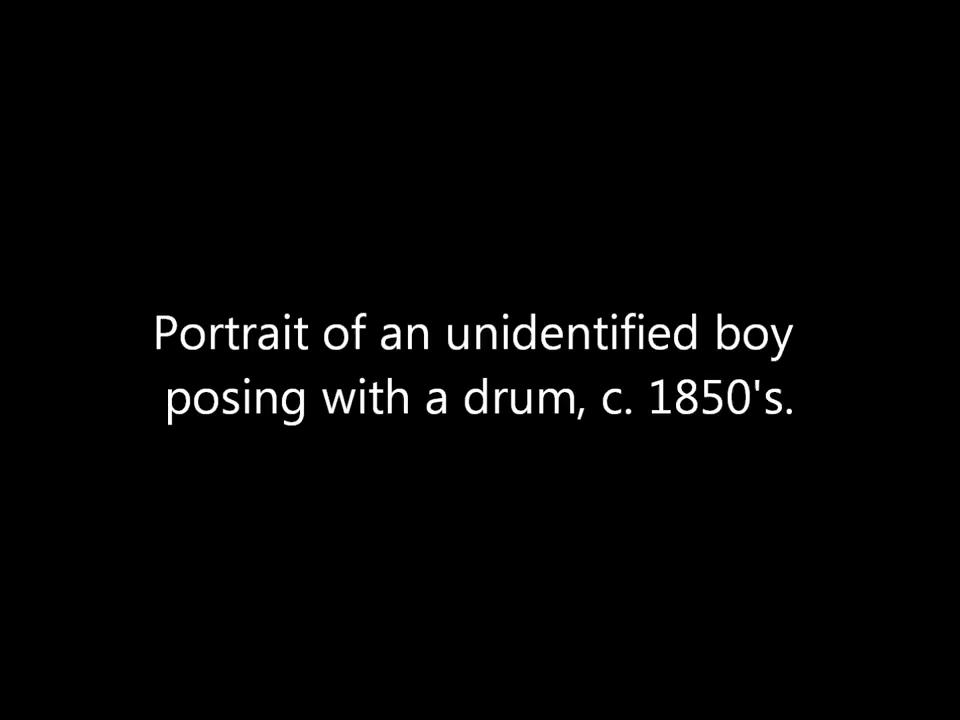 Portrait of an unidentified boy
posing with a drum, c. 1850's.